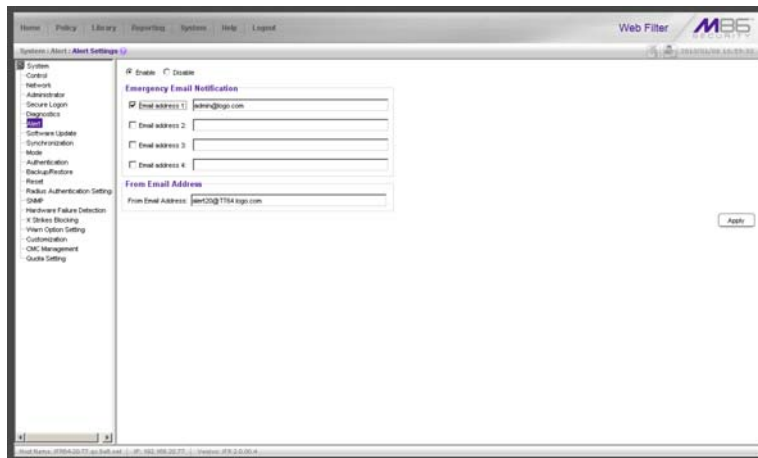 Home Policy Library Reporting System Help Logout
Web Filter
M86
SECURITY
System : Alert : Alert Settings
System
Control
Network
Administrator
Secure Logon
Diagnostics
Alert
Software Update
Synchronization
Mode
Authentication
Backup/Restore
Reset
Radius Authentication Setting
SNMP
Hardware Failure Detection
X Strikes Blocking
Warn Option Setting
Customization
CMC Management
Quota Setting
Enable Disable
Emergency Email Notification
Email address 1: admin@logo.com
Email address 2:
Email address 3:
Email address 4:
From Email Address
From Email Address:
Apply